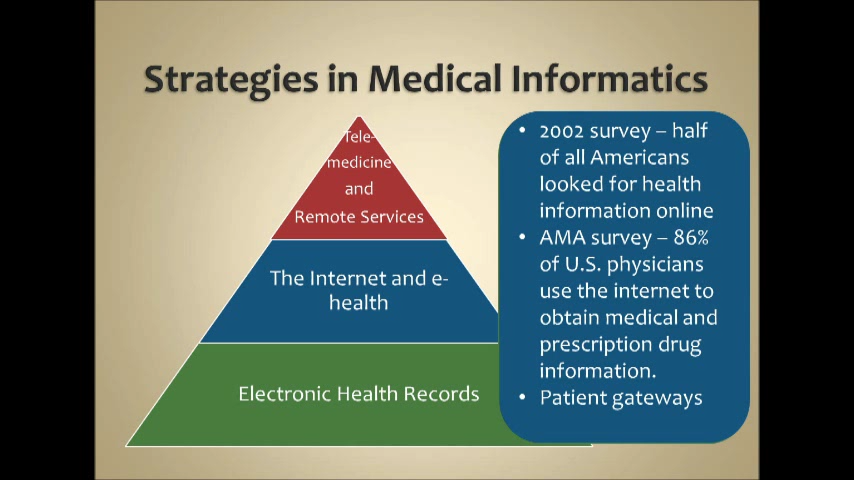 Strategies in Medical Informatics
Tele-
medicine
and
Remote Services
The Internet and e-
health
Electronic Health Records
• 2002 survey – half
of all Americans
looked for health
information online
• AMA survey – 86%
of U.S. physicians
use the internet to
obtain medical and
prescription drug
information.
• Patient gateways